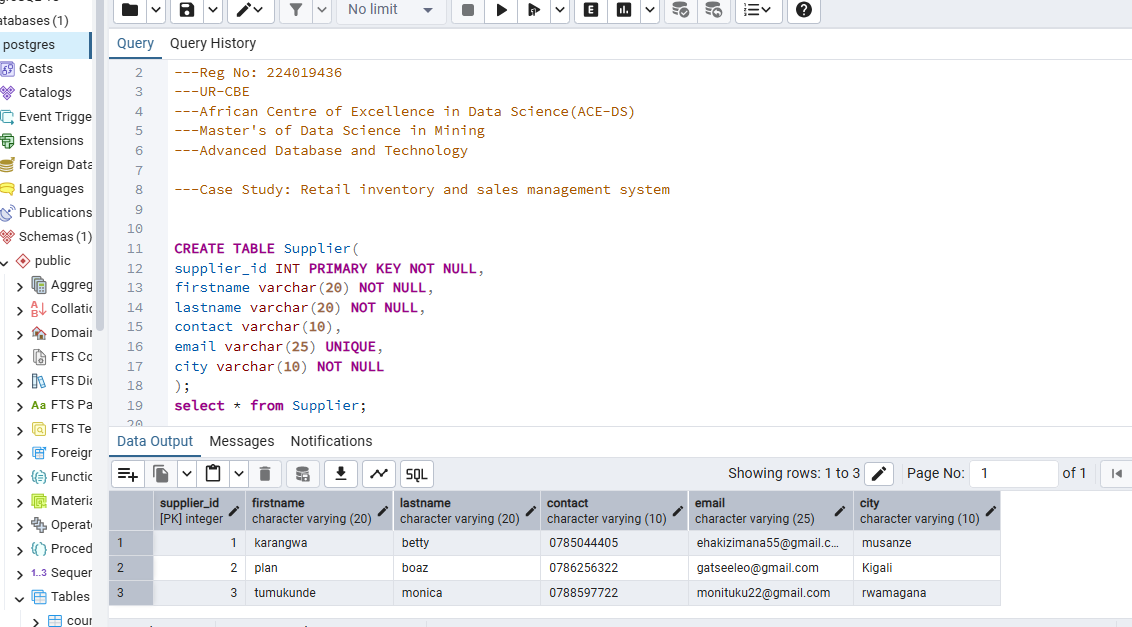 atabases (1)
postgres
Casts
Catalogs
Event Trigge
Extensions
Foreign Data
Languages
Publications
Schemas (1)
public
Aggreg
Collatic
Domair
FTS Co
FTS Dic
Aa FTS Pa
FTS Te
Foreigr
Functic
Materia
Operato
Proced
1..3 Sequer
Tables
cour
No limit
Query Query History
2 ---Reg No: 224019436
3 ---UR-CBE
4 ---African Centre of Excellence in Data Science(ACE-DS)
5 ---Master's of Data Science in Mining
6 ---Advanced Database and Technology
7
8 ---Case Study: Retail inventory and sales management system
9
10
11 CREATE TABLE Supplier(
12 supplier_id INT PRIMARY KEY NOT NULL,
13 firstname varchar(20) NOT NULL,
14 lastname varchar(20) NOT NULL,
15 contact varchar(10),
16 email varchar(25) UNIQUE,
17 city varchar(10) NOT NULL
18 );
19 select * from Supplier;
20
Data Output Messages Notifications
SQL Showing rows: 1 to 3 Page No: 1 of 1
supplier_id firstname lastname contact email city
[PK] integer character varying (20) character varying (20) character varying (10) character varying (25) character varying (10)
1 1 karangwa betty 0785044405 ehakizimana55@gmail.c... musanze
2 2 plan boaz 0786256322 gatseeleo@gmail.com Kigali
3 3 tumukunde monica 0788597722 monituku22@gmail.com rwamagana